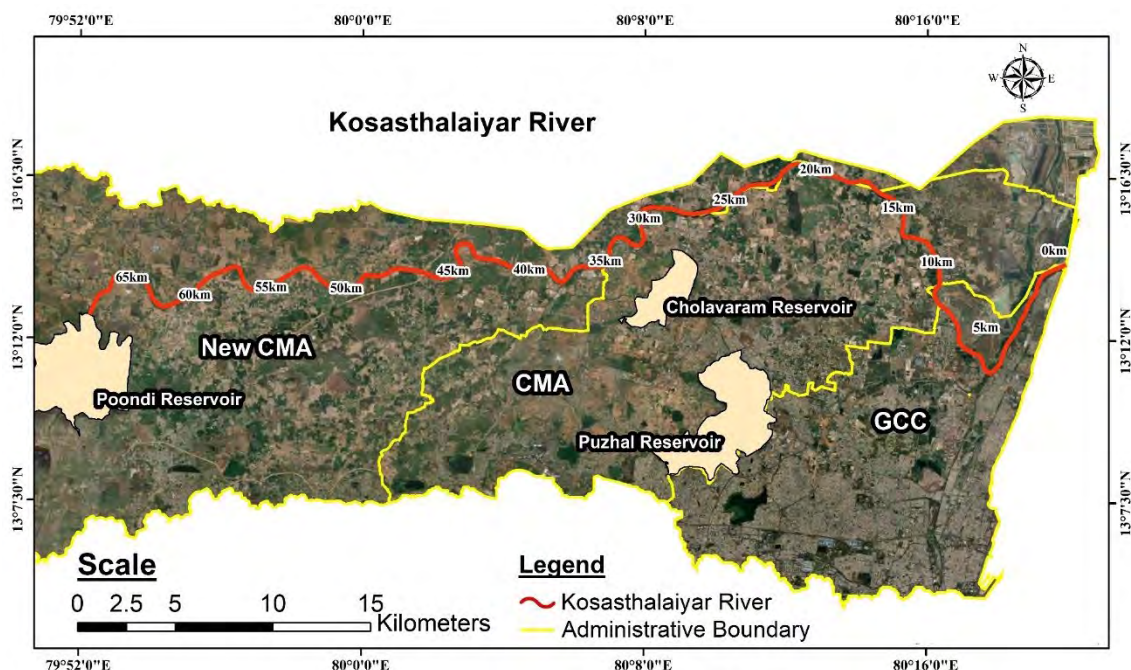 79°52'0"E 80°0'0"E 80°8'0"E 80°16'0"E
N
W E
S
Kosasthalaiyar River
13°16'30"N 13°16'30"N
20km
25km
30km 15km
0km
35km 10km
45km 40km
65km
60km 55km 50km
Cholavaram Reservoir
5km
13°12'0"N 13°12'0"N
New CMA
CMA
Poondi Reservoir
GCC
Puzhal Reservoir
13°7'30"N 13°7'30"N
Scale
0 2.5 5 10 15
Kilometers
Legend
Kosasthalaiyar River
Administrative Boundary
79°52'0"E 80°0'0"E 80°8'0"E 80°16'0"E